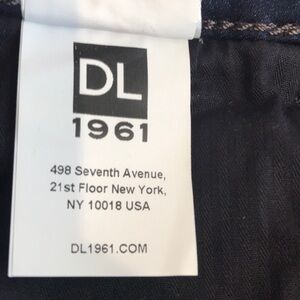 DL
1961
498 Seventh Avenue,
21st Floor New York,
NY 10018 USA
DL1961.COM